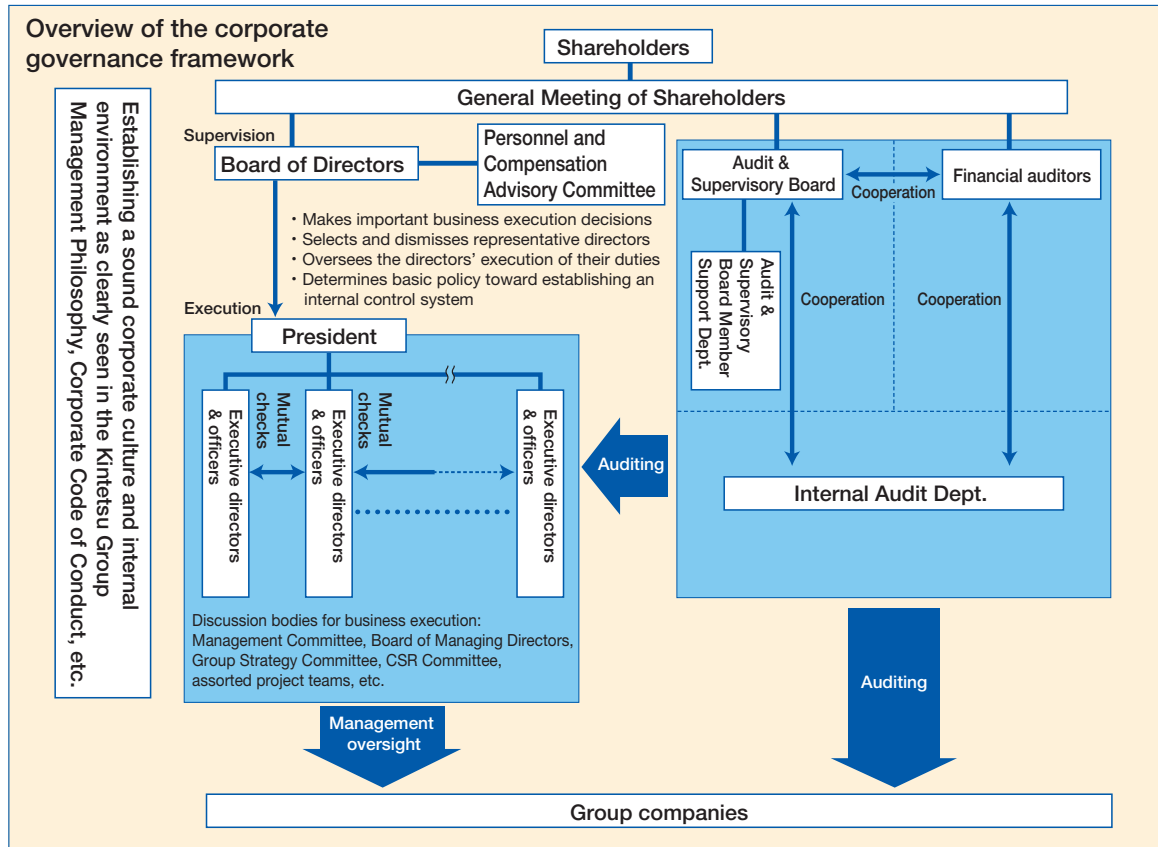 Overview of the corporate
governance framework
Shareholders
General Meeting of Shareholders
Establishing a sound corporate culture and internal
environment as clearly seen in the Kintetsu Group
Management Philosophy, Corporate Code of Conduct, etc.
Supervision
Board of Directors
Personnel and
Compensation
Advisory Committee
• Makes important business execution decisions
• Selects and dismisses representative directors
• Oversees the directors' execution of their duties
• Determines basic policy toward establishing an
internal control system
Execution
President
Executive directors
& officers
Mutual
checks
Executive directors
& officers
Mutual
checks
Executive directors
& officers
Discussion bodies for business execution:
Management Committee, Board of Managing Directors,
Group Strategy Committee, CSR Committee,
assorted project teams, etc.
Audit &
Supervisory Board
Cooperation
Financial auditors
Audit &
Supervisory
Board Member
Support Dept.
Cooperation
Cooperation
Auditing
Internal Audit Dept.
Management
oversight
Auditing
Group companies